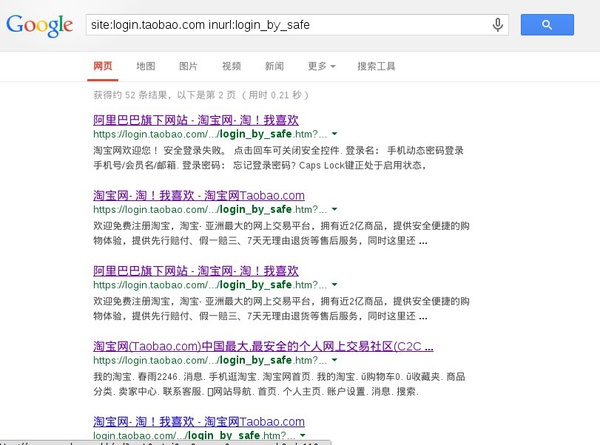 Google
site:login.taobao.com inurl:login_by_safe
网页 地图 图片 视频 新闻 更多 搜索工具
获得约 52 条结果，以下是第 2 页 （用时 0.21 秒）
阿里巴巴旗下网站 - 淘宝网- 淘！我喜欢
https://login.taobao.com/.../login_by_safe.htm?...
淘宝网欢迎您！ 安全登录失败。 点击回车可关闭安全控件. 登录名： 手机动态密码登录
手机号/会员名/邮箱. 登录密码： 忘记登录密码? Caps Lock键正处于启用状态，
淘宝网- 淘！我喜欢 - 淘宝网Taobao.com
https://login.taobao.com/.../login_by_safe.htm?...
欢迎免费注册淘宝，淘宝- 亚洲最大的网上交易平台，拥有近2亿商品，提供安全便捷的购
物体验，提供先行赔付、假一赔三、7天无理由退货等售后服务，同时这里还 ...
阿里巴巴旗下网站 - 淘宝网- 淘！我喜欢
https://login.taobao.com/.../login_by_safe.htm?...
欢迎免费注册淘宝，淘宝- 亚洲最大的网上交易平台，拥有近2亿商品，提供安全便捷的购
物体验，提供先行赔付、假一赔三、7天无理由退货等售后服务，同时这里还 ...
淘宝网(Taobao.com)中国最大,最安全的个人网上交易社区(C2C ...
https://login.taobao.com/.../login_by_safe.htm?...
我的淘宝. 春雨2246. 消息. 手机逛淘宝. 淘宝网首页. 我的淘宝. ŭ购物车0. ŭ收藏夹. 商品
分类. 卖家中心. 联系客服. 网站导航. 首页. 个人主页. 账户设置. 消息. 搜索.
淘宝网- 淘！我喜欢 - 淘宝网Taobao.com
https://login.taobao.com/.../login_by_safe.htm?...